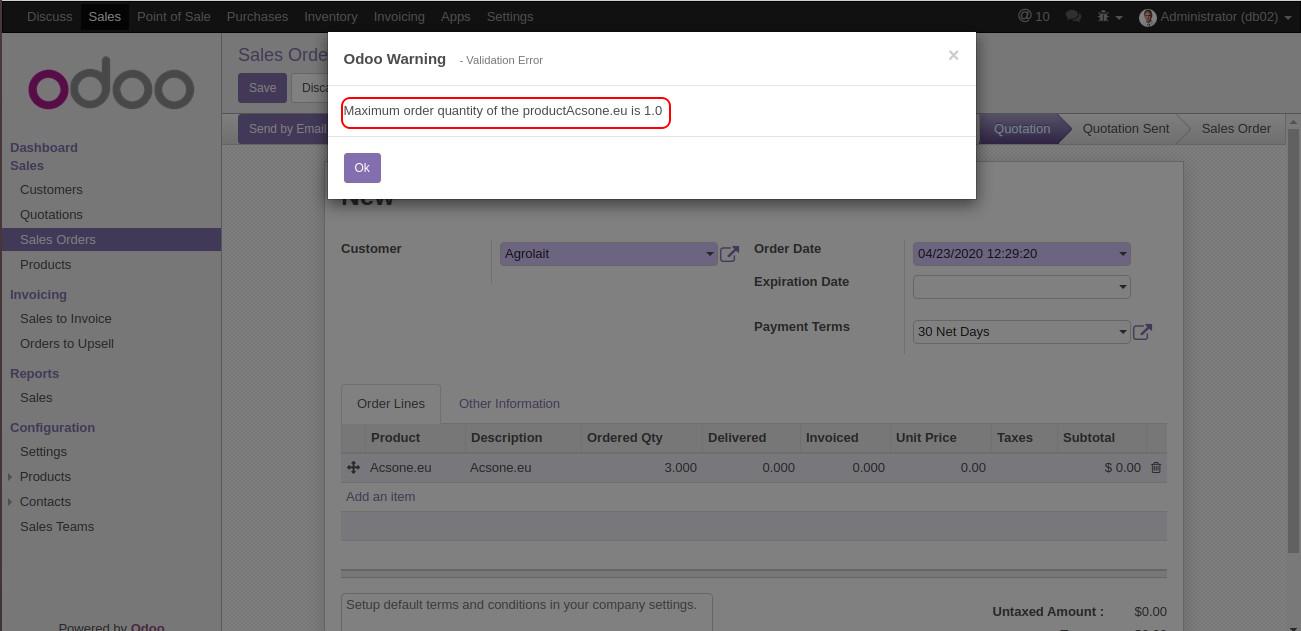 Discuss Sales Point of Sale Purchases Inventory Invoicing Apps Settings @ 10 Administrator (db02)
odoo
Dashboard
Sales
Customers
Quotations
Sales Orders
Products
Invoicing
Sales to Invoice
Orders to Upsell
Reports
Sales
Configuration
Settings
Products
Contacts
Sales Teams
Powered by Odoo
Sales Orde
Save Disca
Send by Email
Quotation Quotation Sent Sales Order
Odoo Warning - Validation Error ×
Maximum order quantity of the productAcsone.eu is 1.0
Ok
New
Customer Agrolait
Order Date 04/23/2020 12:29:20
Expiration Date
Payment Terms 30 Net Days
Order Lines Other Information
Product Description Ordered Qty Delivered Invoiced Unit Price Taxes Subtotal
Acsone.eu Acsone.eu 3.000 0.000 0.000 0.00 $ 0.00
Add an item
Setup default terms and conditions in your company settings.
Untaxed Amount : $0.00